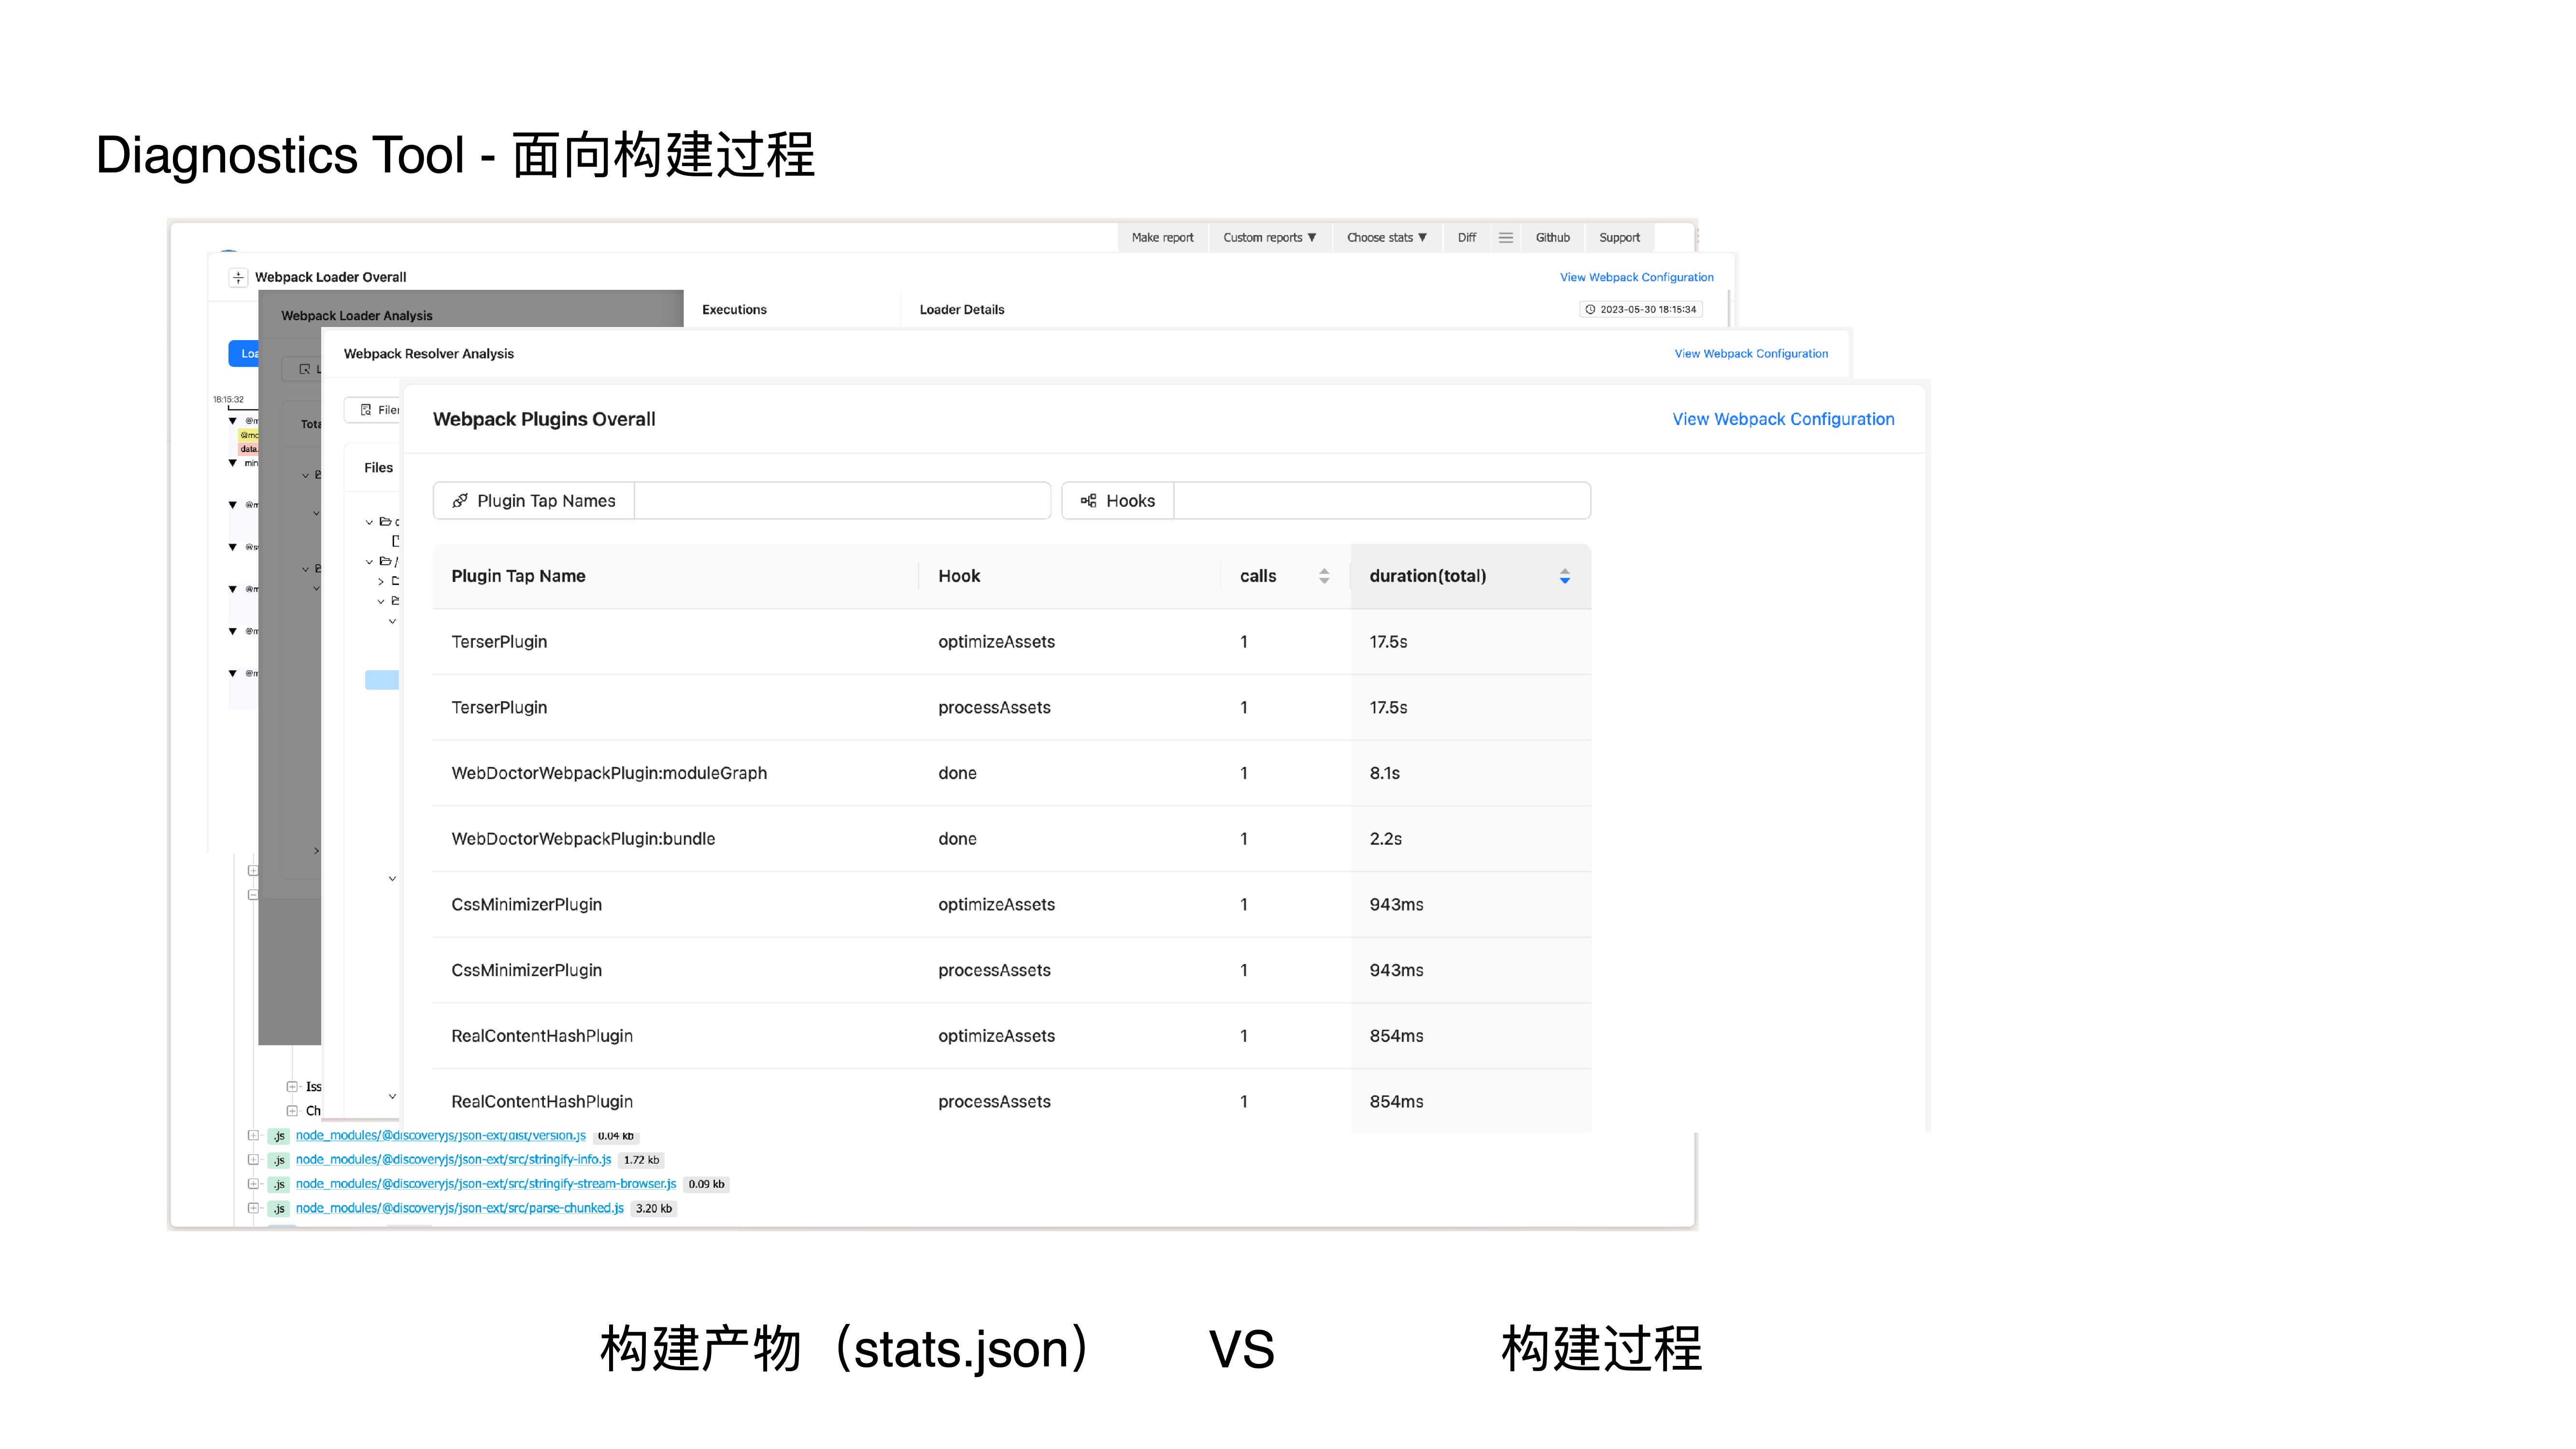 Diagnostics Tool - 面向构建过程
Make report Custom reports ▼ Choose stats ▼ Diff Github Support
Webpack Loader Overall View Webpack Configuration
Webpack Loader Analysis Executions Loader Details 2023-05-30 18:15:34
Webpack Resolver Analysis View Webpack Configuration
18:15:32
Files
Webpack Plugins Overall View Webpack Configuration
Plugin Tap Names Hooks
Plugin Tap Name Hook calls duration(total)
TerserPlugin optimizeAssets 1 17.5s
TerserPlugin processAssets 1 17.5s
WebDoctorWebpackPlugin:moduleGraph done 1 8.1s
WebDoctorWebpackPlugin:bundle done 1 2.2s
CssMinimizerPlugin optimizeAssets 1 943ms
CssMinimizerPlugin processAssets 1 943ms
RealContentHashPlugin optimizeAssets 1 854ms
RealContentHashPlugin processAssets 1 854ms
.js node_modules/@discoveryjs/json-ext/dist/version.js 0.04 kb
.js node_modules/@discoveryjs/json-ext/src/stringify-info.js 1.72 kb
.js node_modules/@discoveryjs/json-ext/src/stringify-stream-browser.js 0.09 kb
.js node_modules/@discoveryjs/json-ext/src/parse-chunked.js 3.20 kb
构建产物（stats.json） VS 构建过程